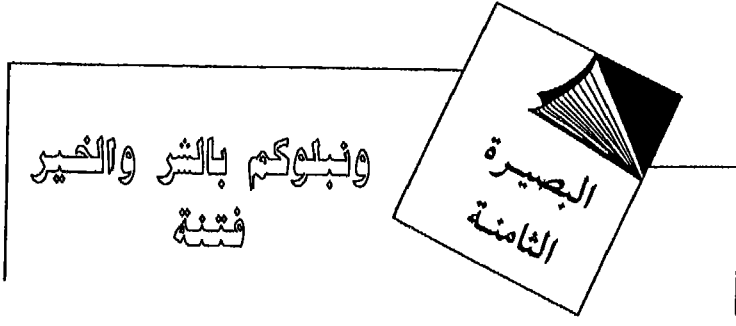 البصيرة
الثامنة
ونبلوكم بالشر والخير
فتنة